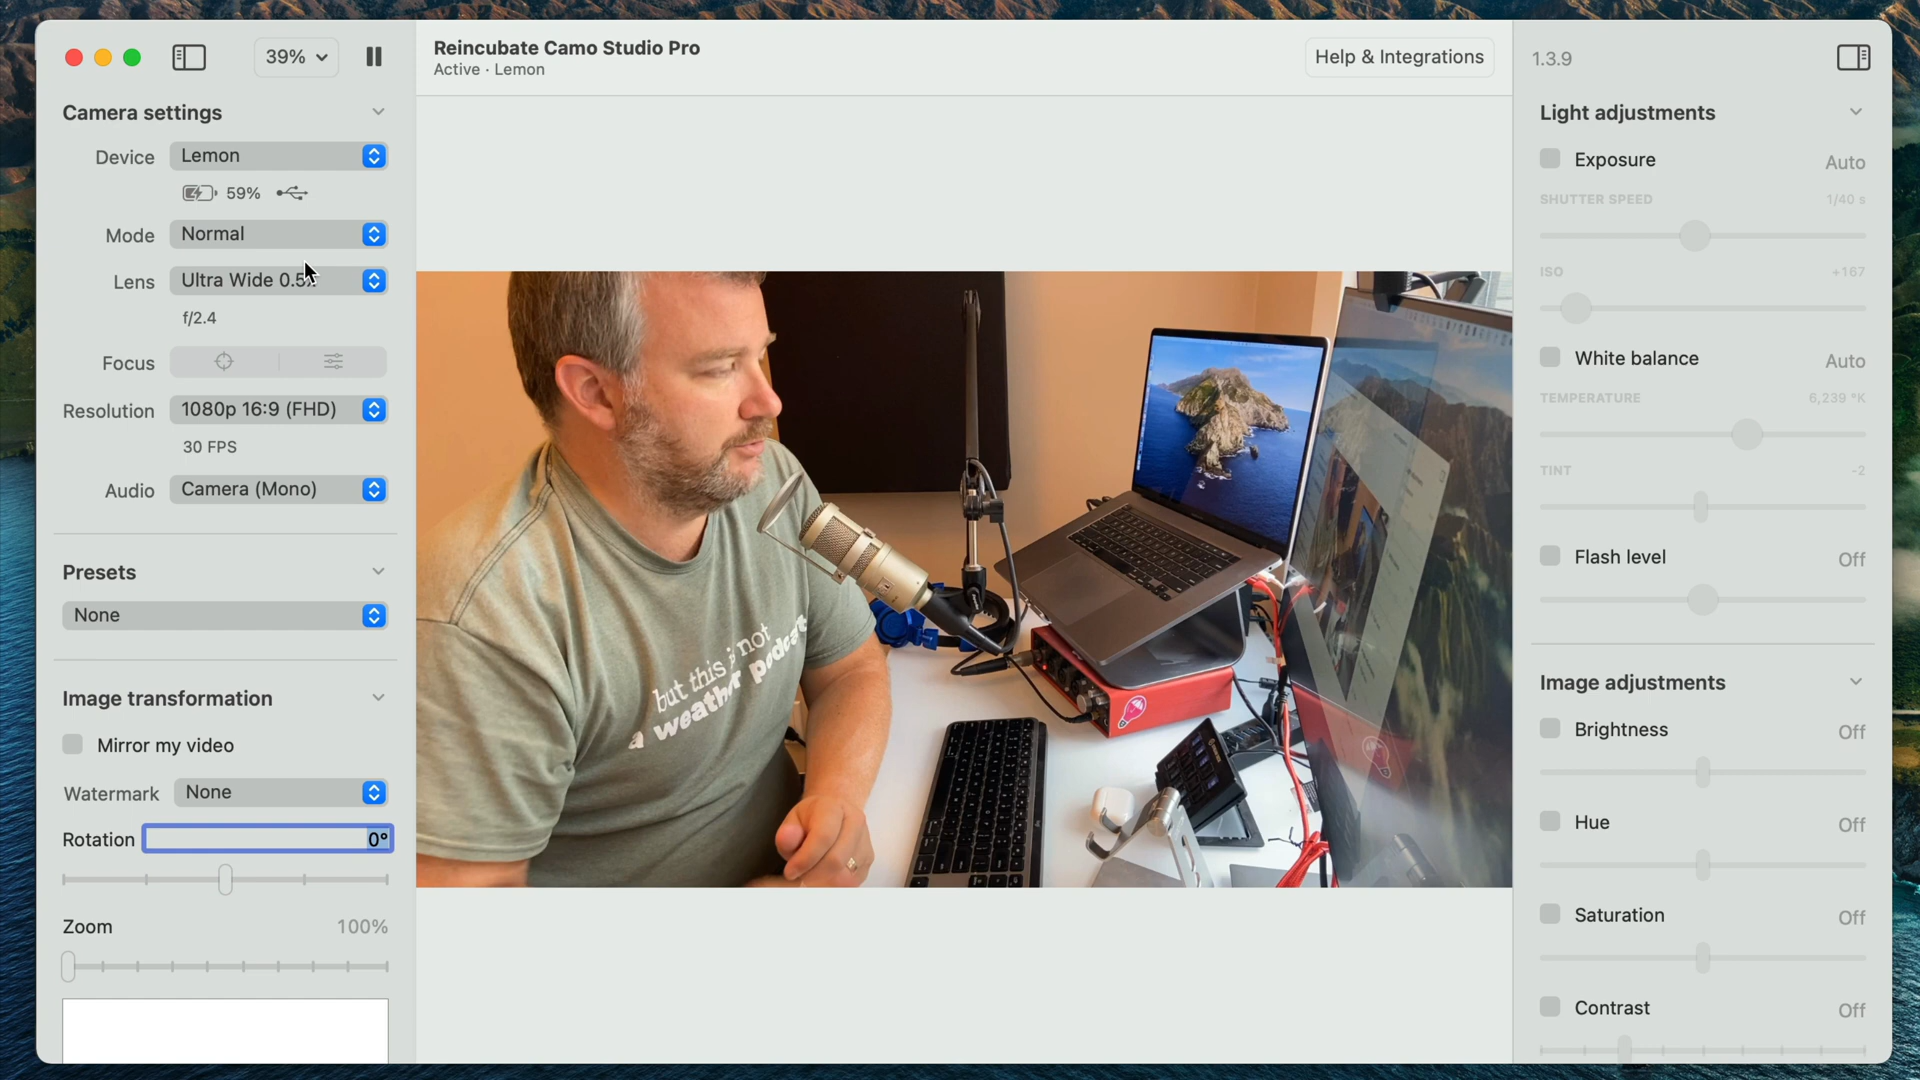 39%
Reincubate Camo Studio Pro
Active · Lemon
Help & Integrations
1.3.9
Camera settings
Device Lemon
59%
Mode Normal
Lens Ultra Wide 0.5x
f/2.4
Focus
Resolution 1080p 16:9 (FHD)
30 FPS
Audio Camera (Mono)
Presets
None
Image transformation
Mirror my video
Watermark None
Rotation 0°
Zoom 100%
but this is not
a weather podcast
Light adjustments
Exposure Auto
SHUTTER SPEED 1/40 s
ISO +167
White balance Auto
TEMPERATURE 6,239 °K
TINT -2
Flash level Off
Image adjustments
Brightness Off
Hue Off
Saturation Off
Contrast Off